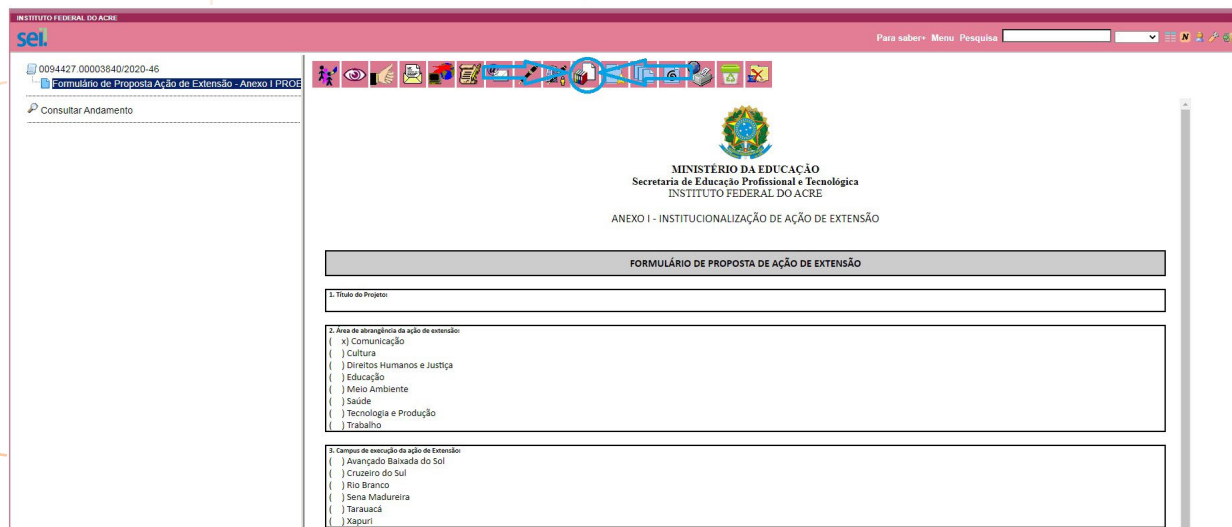 INSTITUTO FEDERAL DO ACRE
sei!
Para saber+ Menu Pesquisa
0094427.00003840/2020-46
Formulário de Proposta Ação de Extensão - Anexo I PROE
Consultar Andamento
MINISTÉRIO DA EDUCAÇÃO
Secretaria de Educação Profissional e Tecnológica
INSTITUTO FEDERAL DO ACRE
ANEXO I - INSTITUCIONALIZAÇÃO DE AÇÃO DE EXTENSÃO
FORMULÁRIO DE PROPOSTA DE AÇÃO DE EXTENSÃO
1. Título do Projeto:
2. Área de abrangência da ação de extensão:
( x) Comunicação
( ) Cultura
( ) Direitos Humanos e Justiça
( ) Educação
( ) Meio Ambiente
( ) Saúde
( ) Tecnologia e Produção
( ) Trabalho
3. Campus de execução da ação de Extensão:
( ) Avançado Baixada do Sol
( ) Cruzeiro do Sul
( ) Rio Branco
( ) Sena Madureira
( ) Tarauacá
( ) Xapuri